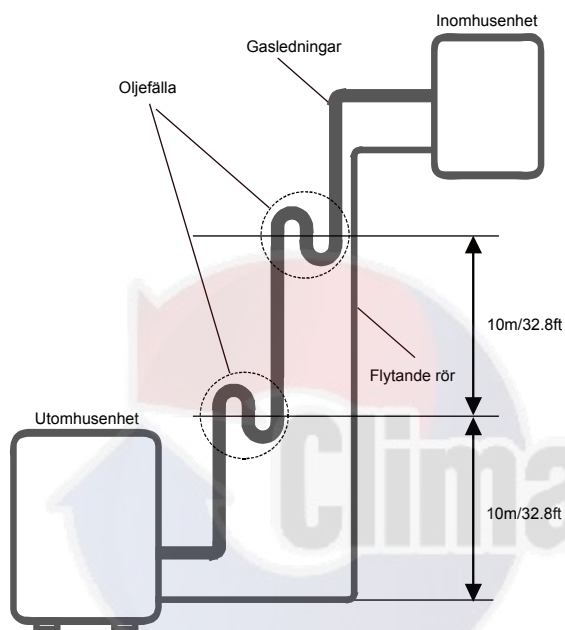 Inomhusenhet
Gasledningar
Oljefälla
10m/32.8ft
Flytande rör
Utomhusenhet
Clima
10m/32.8ft